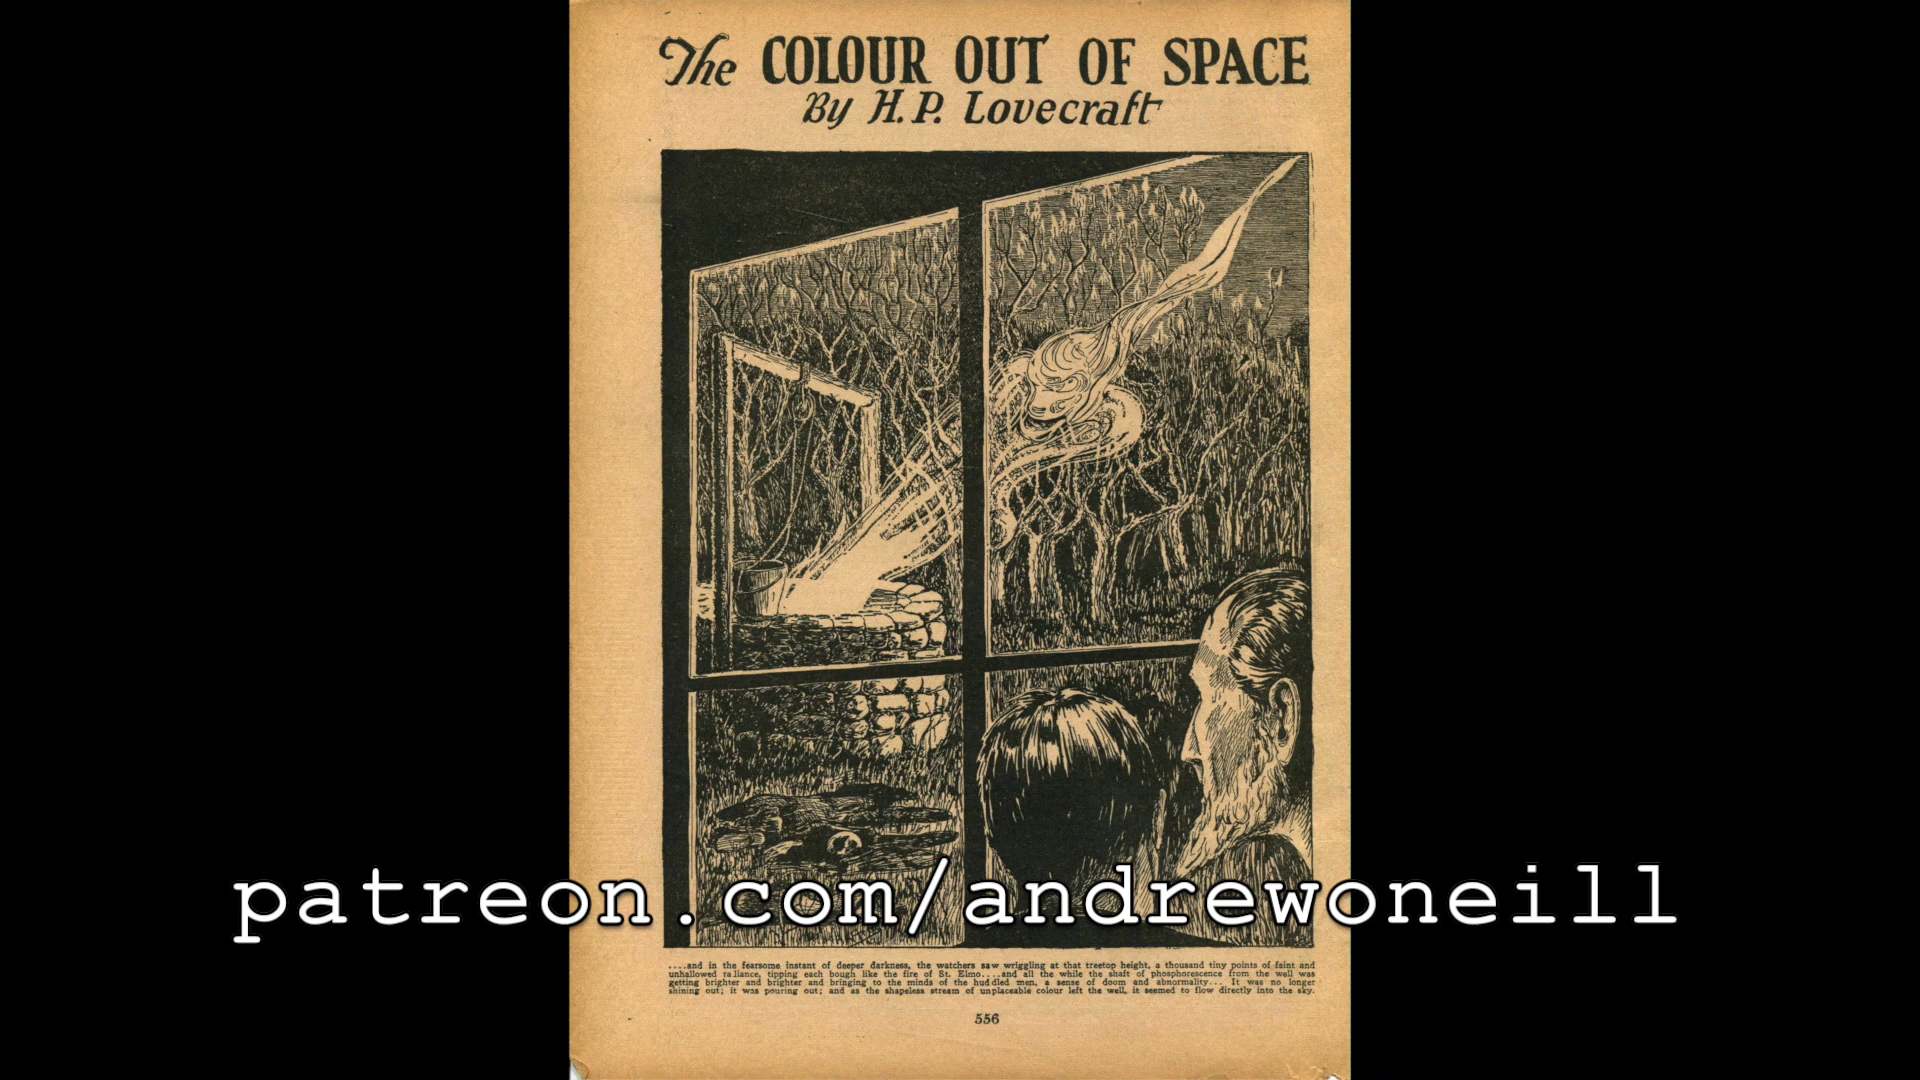 The COLOUR OUT OF SPACE
By H.P. Lovecraft
patreon.com/andrewoneill
....and in the fearsome instant of deeper darkness, the watchers saw wriggling at that treetop height, a thousand tiny points of faint and
unhallowed radiance, tipping each bough like the fire of St. Elmo....and all the while the shaft of phosphorescence from the well was
getting brighter and brighter and bringing to the minds of the huddled men, a sense of doom and abnormality... It was no longer
shining out; it was pouring out; and as the shapeless stream of unplaceable colour left the well, it seemed to flow directly into the sky.
556